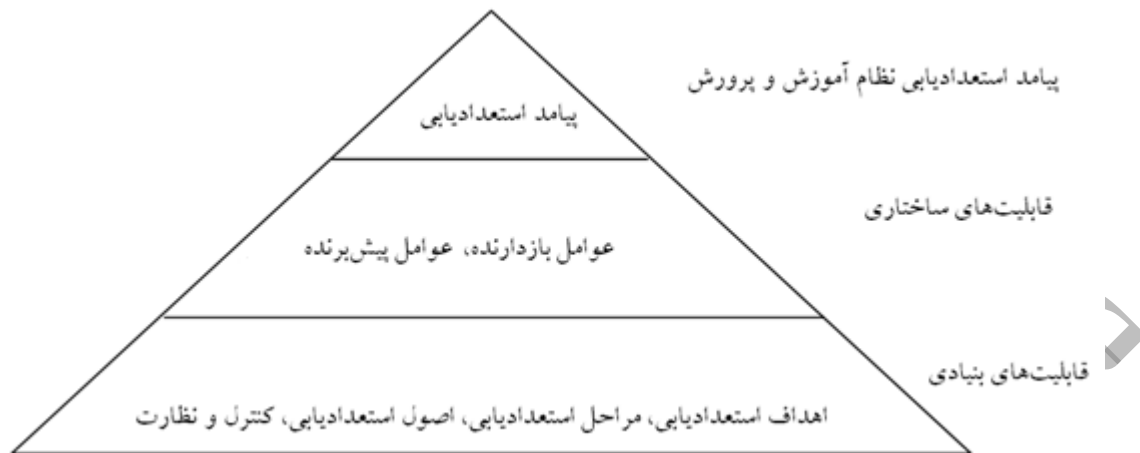 پیامد استعدادیابی نظام آموزش و پرورش
پیامد استعدادیابی
قابلیت‌های ساختاری
عوامل بازدارنده، عوامل پیش‌برنده
قابلیت‌های بنیادی
اهداف استعدادیابی، مراحل استعدادیابی، اصول استعدادیابی، کنترل و نظارت